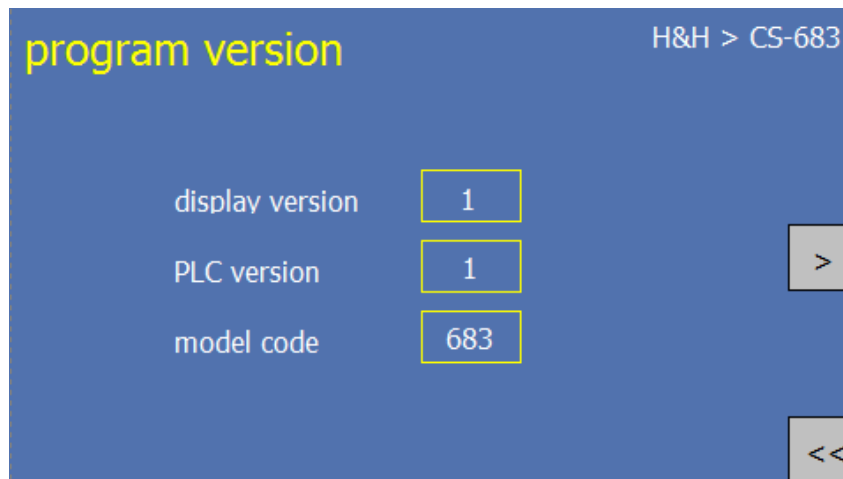 program version
H&H > CS-683
display version 1
PLC version 1
model code 683
>
<<